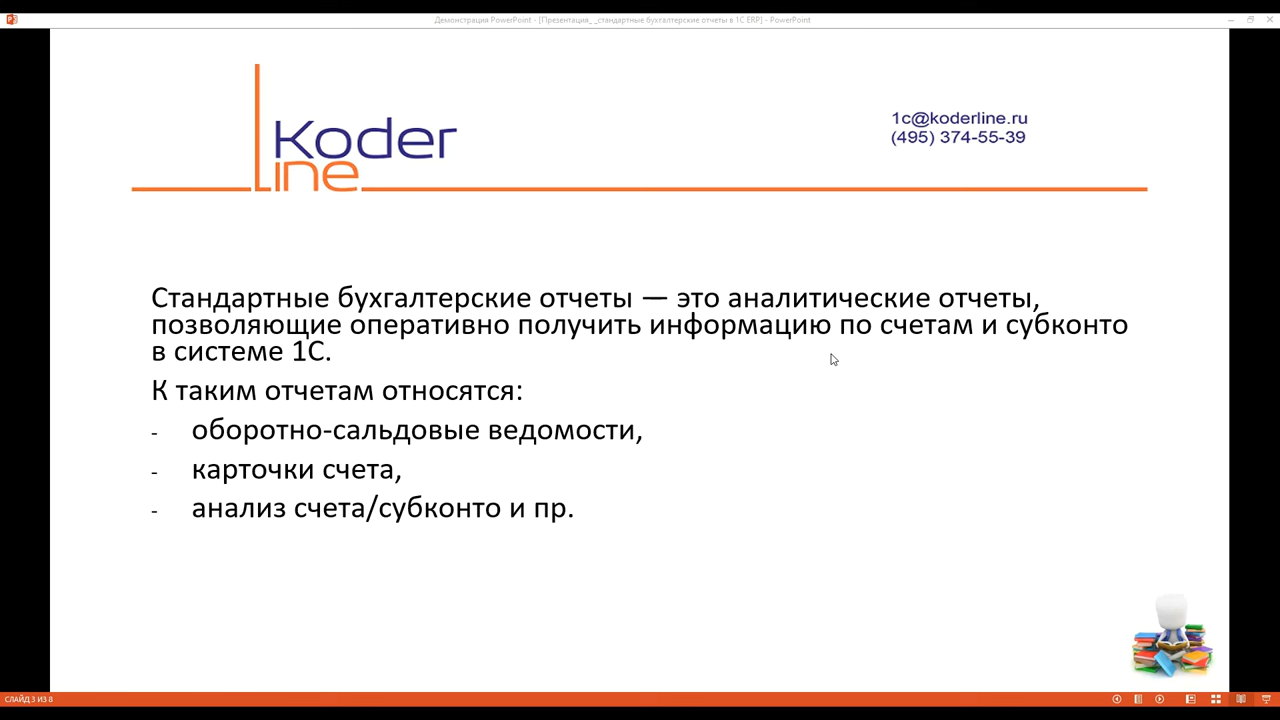 Демонстрация PowerPoint - [Презентация_ _стандартные бухгалтерские отчеты в 1С ERP] - PowerPoint
Koder
line
1c@koderline.ru
(495) 374-55-39
Стандартные бухгалтерские отчеты — это аналитические отчеты,
позволяющие оперативно получить информацию по счетам и субконто
в системе 1С.
К таким отчетам относятся:
- оборотно-сальдовые ведомости,
- карточки счета,
- анализ счета/субконто и пр.
СЛАЙД 3 ИЗ 8